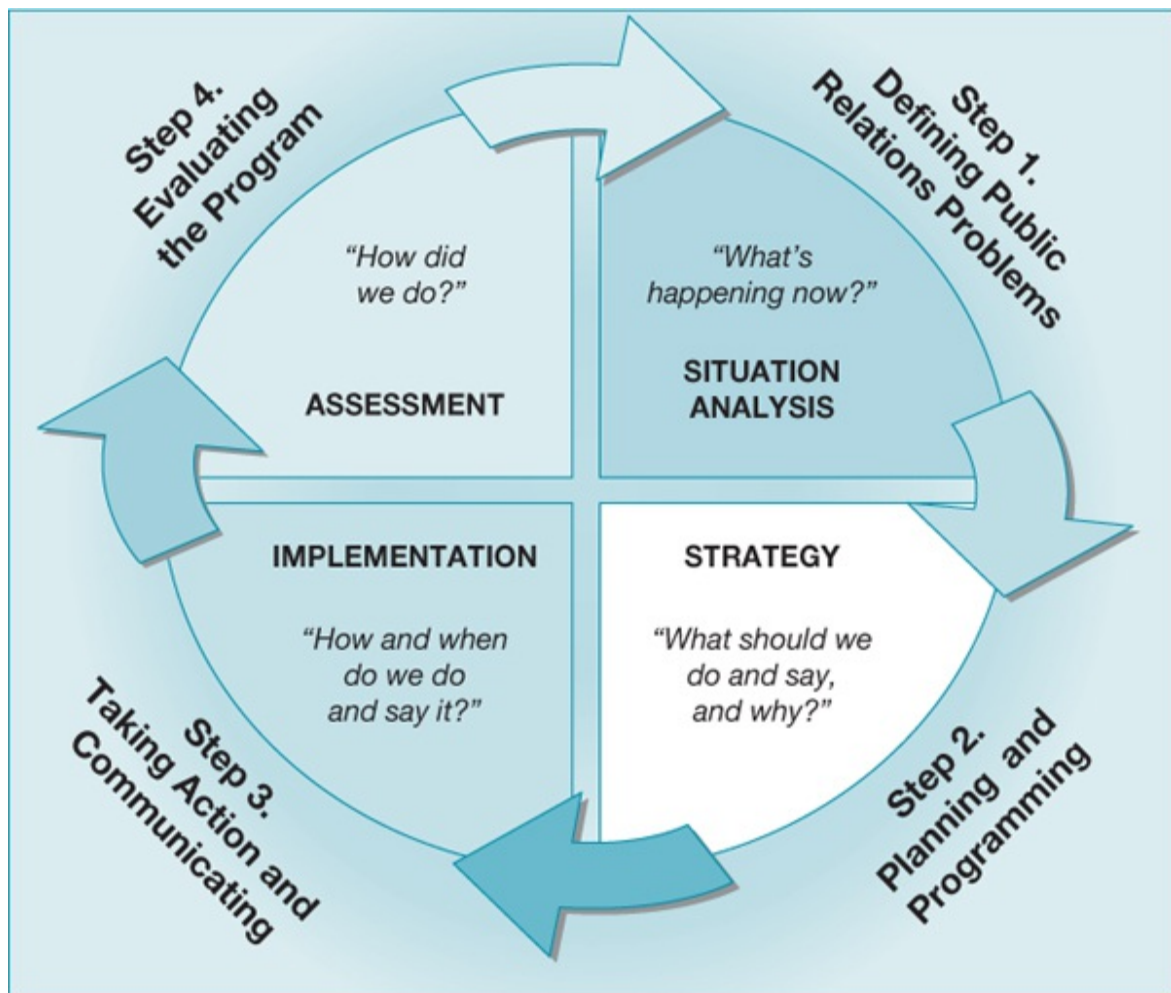 Step 1.
Defining Public
Relations Problems
“What’s
happening now?”
SITUATION
ANALYSIS
Step 2.
Planning and
Programming
STRATEGY
“What should we
do and say,
and why?”
Step 3.
Taking Action and
Communicating
IMPLEMENTATION
“How and when
do we do
and say it?”
Step 4.
Evaluating
the Program
“How did
we do?”
ASSESSMENT